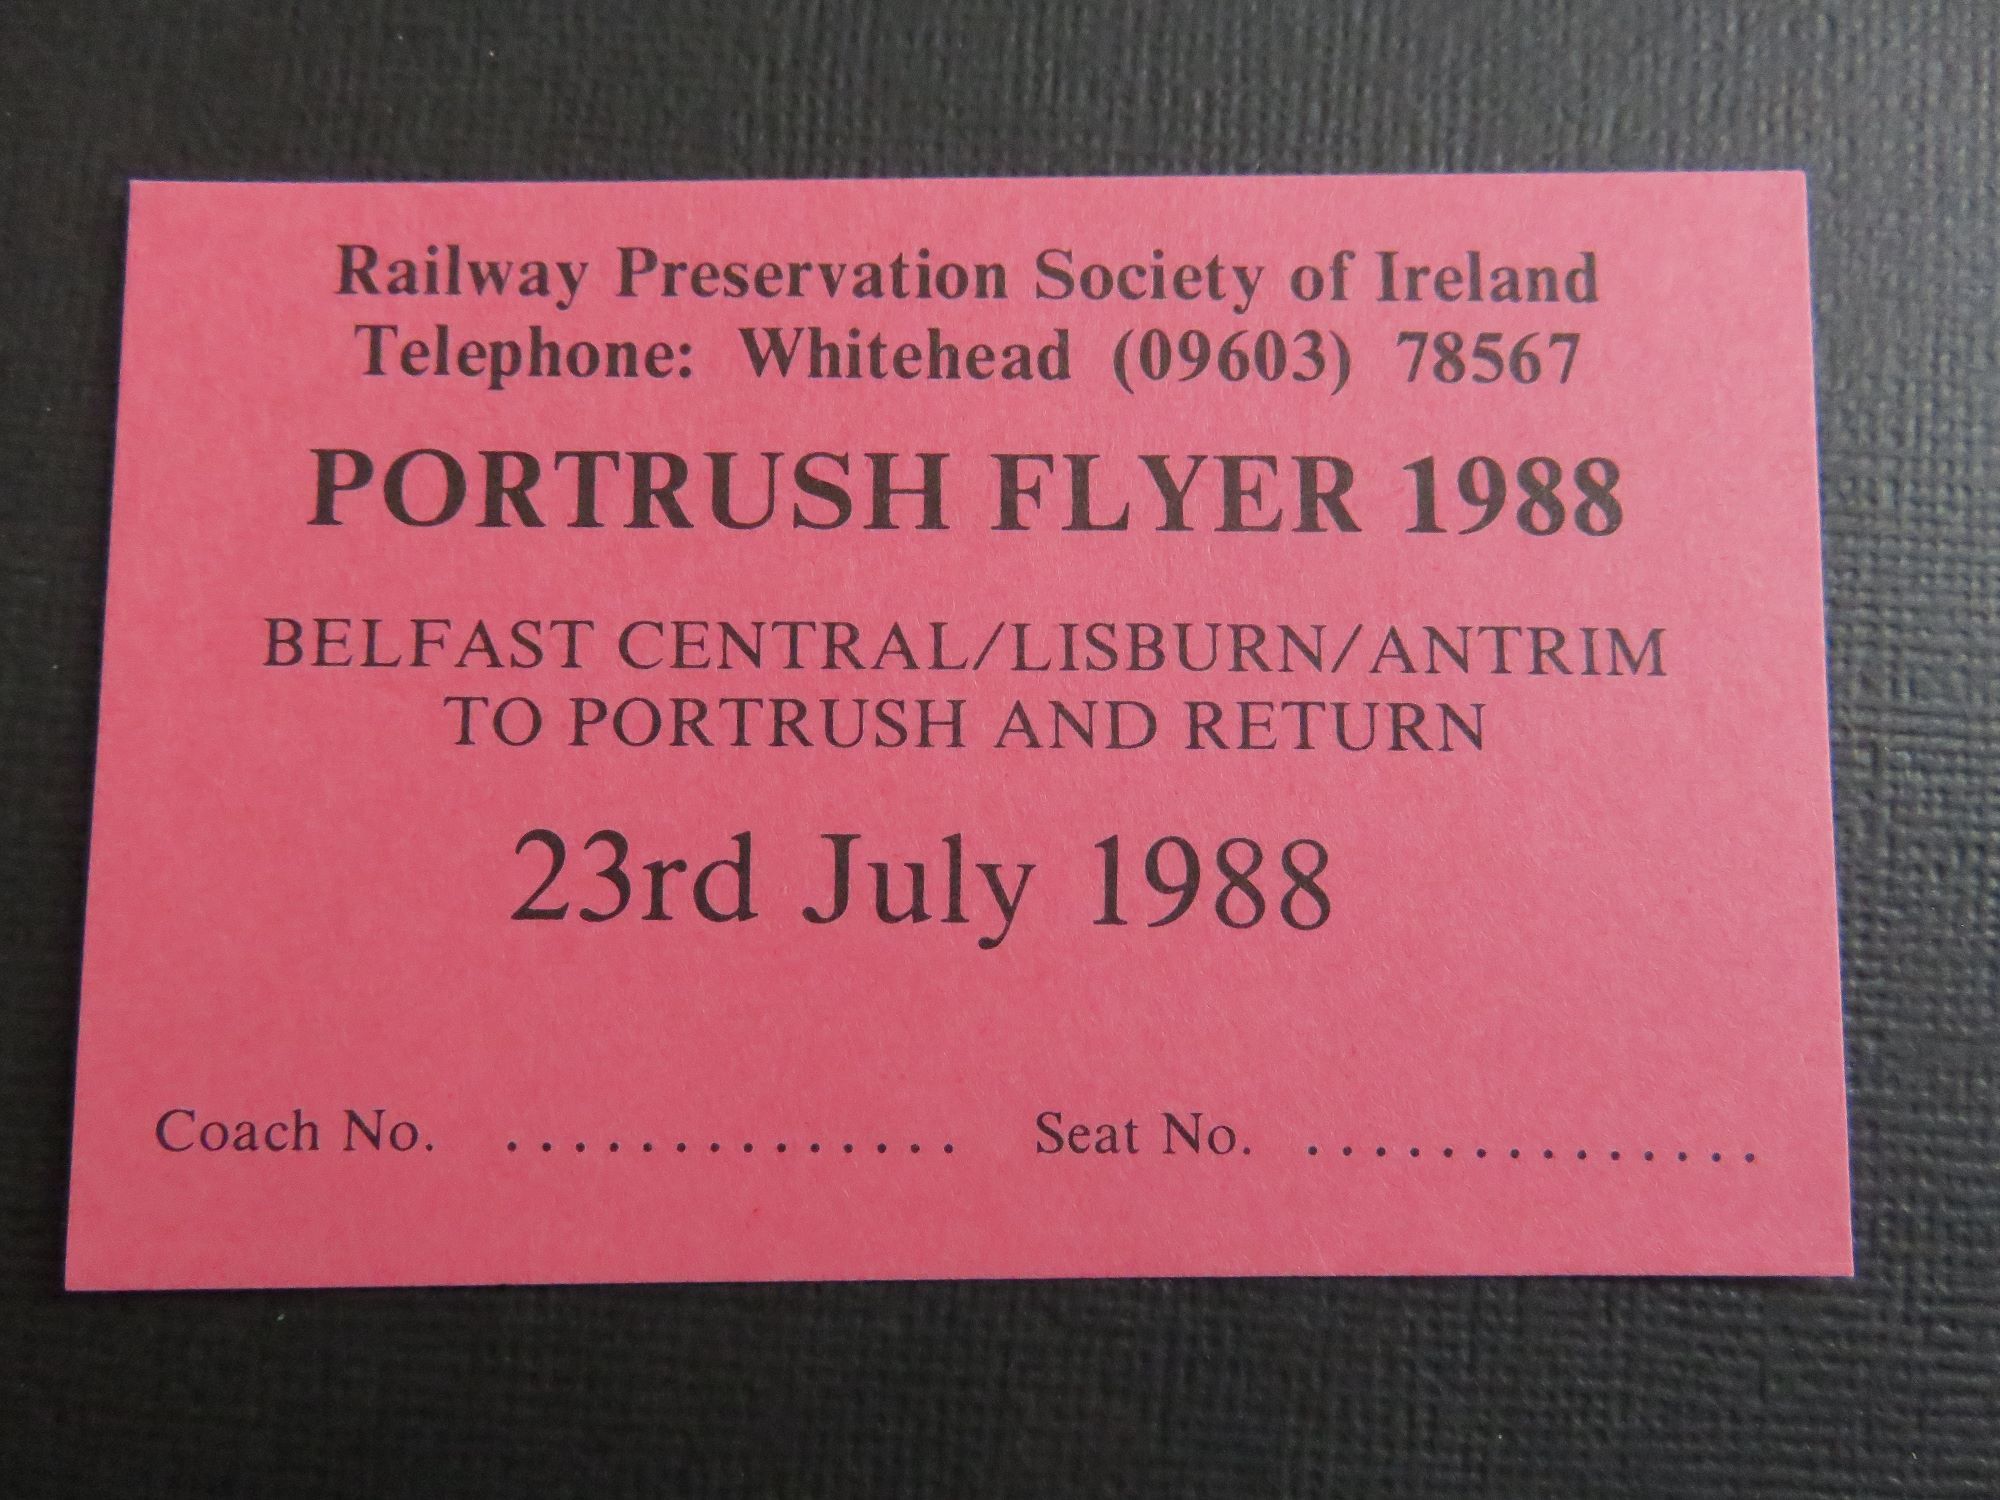 Railway Preservation Society of Ireland
Telephone: Whitehead (09603) 78567
PORTRUSH FLYER 1988
BELFAST CENTRAL/LISBURN/ANTRIM
TO PORTRUSH AND RETURN
23rd July 1988
Coach No. .............. Seat No. ..............